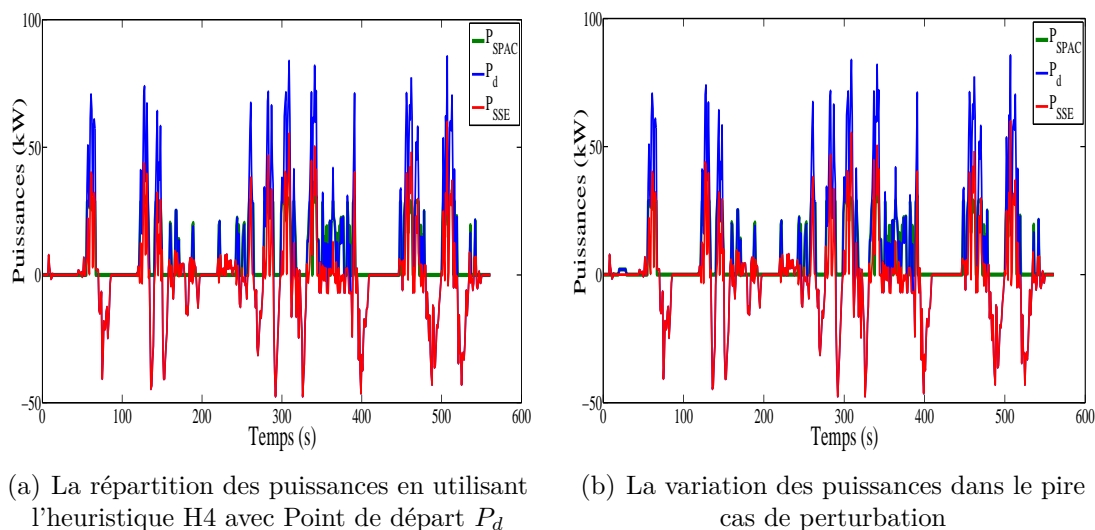 100
50
0
−50
0
100
200
300
400
500
600
Puissances (kW)
Temps (s)
P_SPAC
P_d
P_SSE
100
50
0
−50
0
100
200
300
400
500
600
Puissances (kW)
Temps (s)
P_SPAC
P_d
P_SSE
(a) La répartition des puissances en utilisant
l'heuristique H4 avec Point de départ P_d
(b) La variation des puissances dans le pire
cas de perturbation